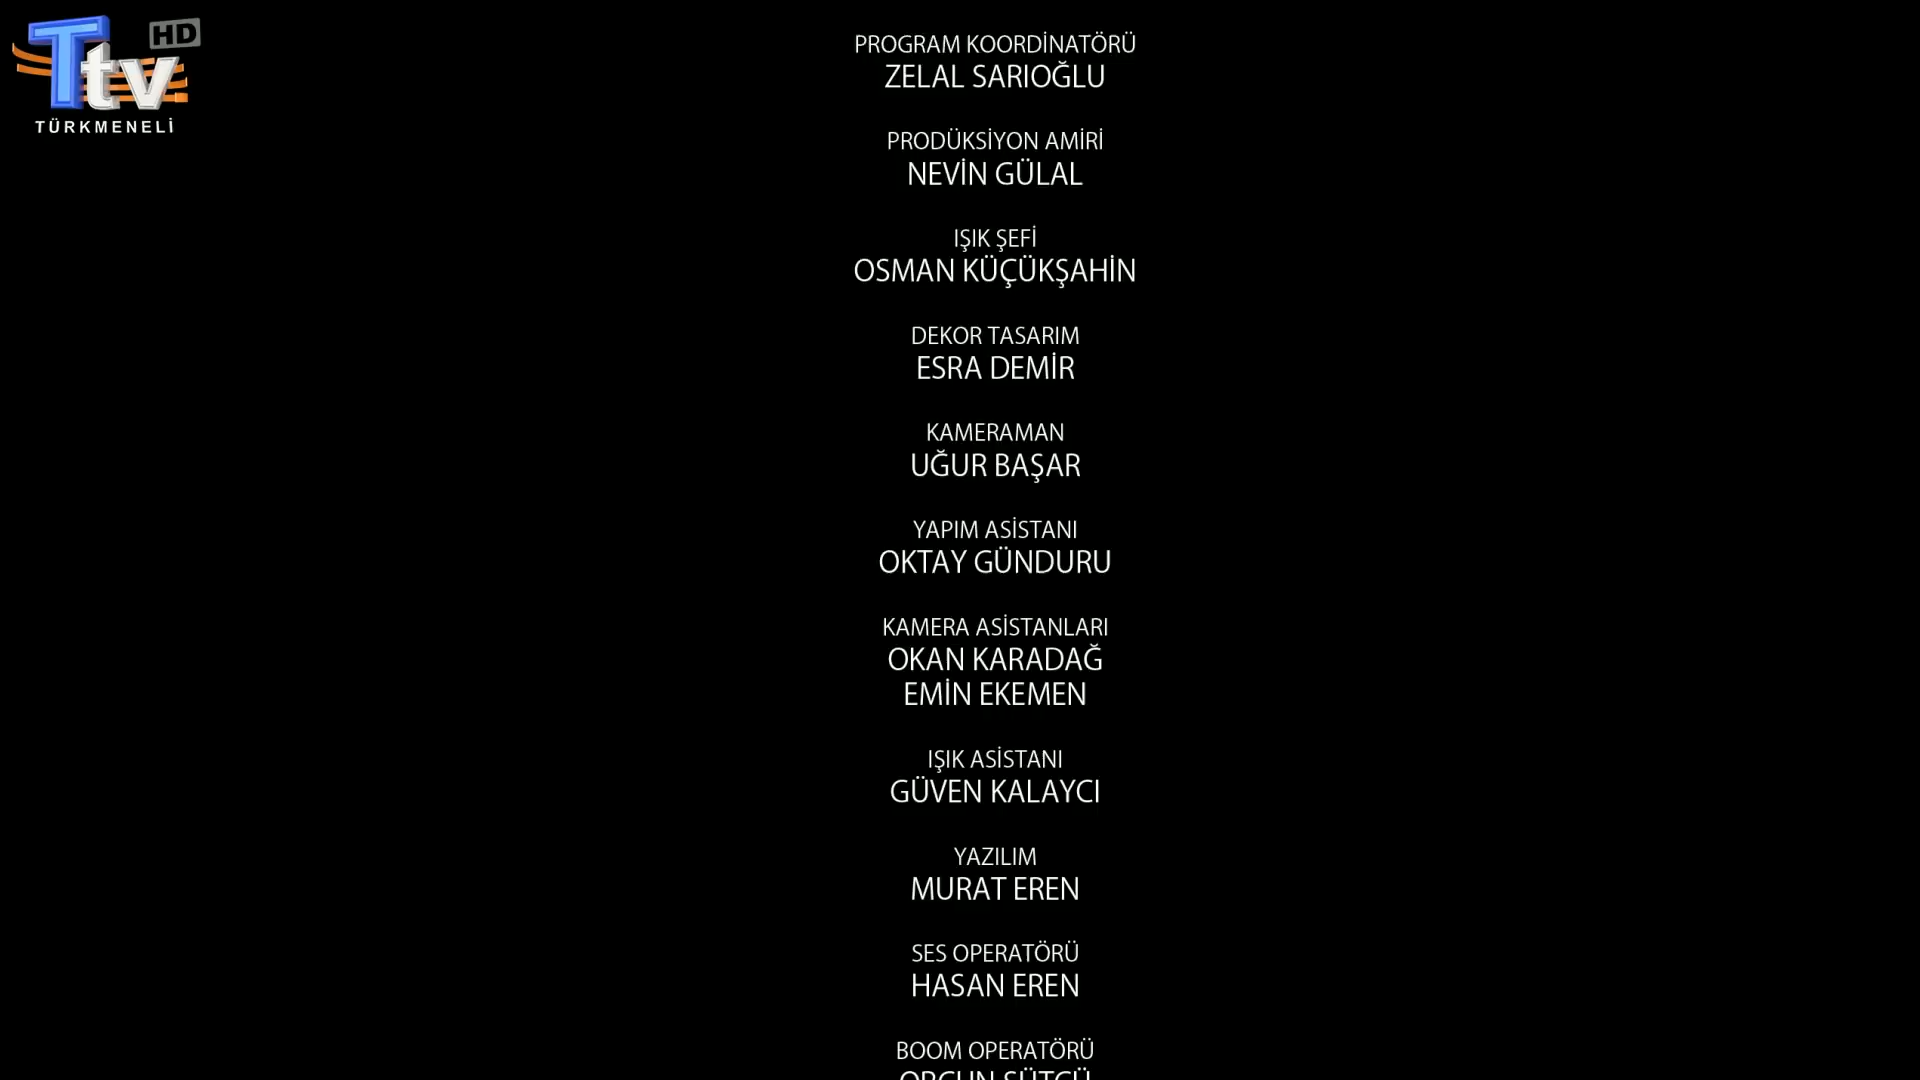 Ttv HD
TÜRKMENELİ
PROGRAM KOORDİNATÖRÜ
ZELAL SARIOĞLU
PRODÜKSİYON AMİRİ
NEVİN GÜLAL
IŞIK ŞEFİ
OSMAN KÜÇÜKŞAHİN
DEKOR TASARIM
ESRA DEMİR
KAMERAMAN
UĞUR BAŞAR
YAPIM ASİSTANI
OKTAY GÜNDURU
KAMERA ASİSTANLARI
OKAN KARADAĞ
EMİN EKEMEN
IŞIK ASİSTANI
GÜVEN KALAYCI
YAZILIM
MURAT EREN
SES OPERATÖRÜ
HASAN EREN
BOOM OPERATÖRÜ